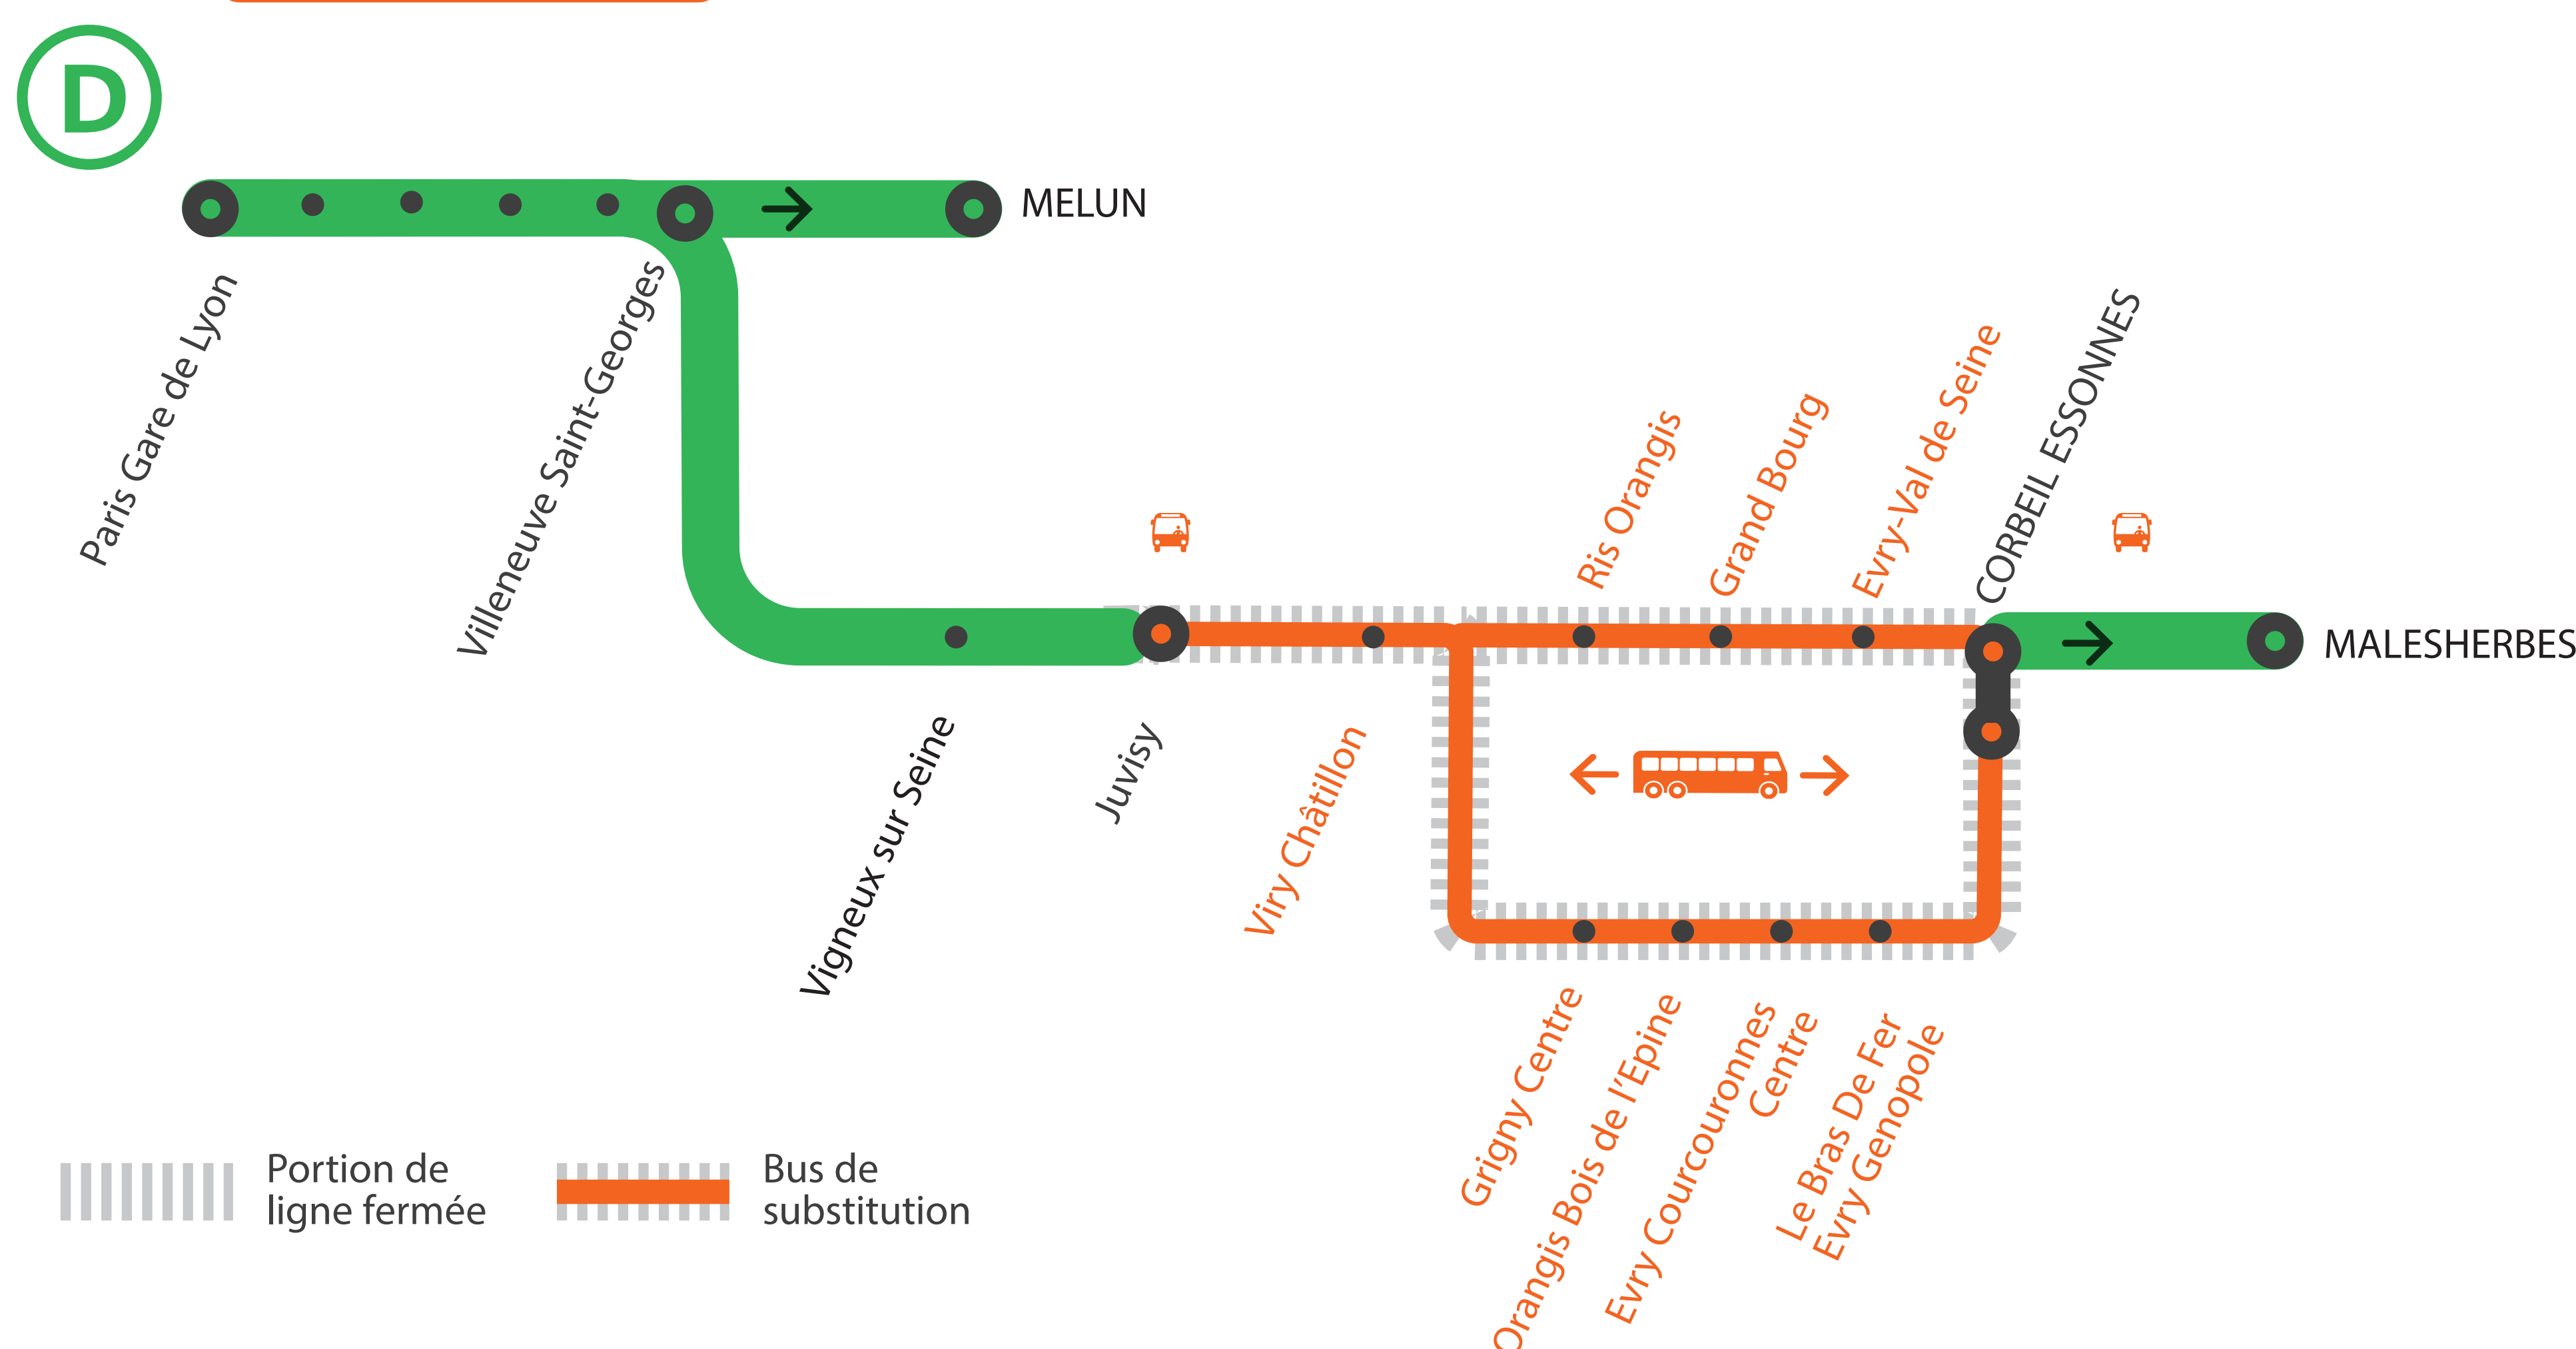 D
MELUN
Paris Gare de Lyon
Villeneuve Saint-Georges
Vigneux sur Seine
Juvisy
Viry Châtillon
Ris Orangis
Grand Bourg
Evry-Val de Seine
CORBEIL ESSONNES
MALESHERBES
Grigny Centre
Orangis Bois de l'Epine
Evry Courcouronnes
Centre
Le Bras De Fer
Evry Genopole
Portion de
ligne fermée
Bus de
substitution